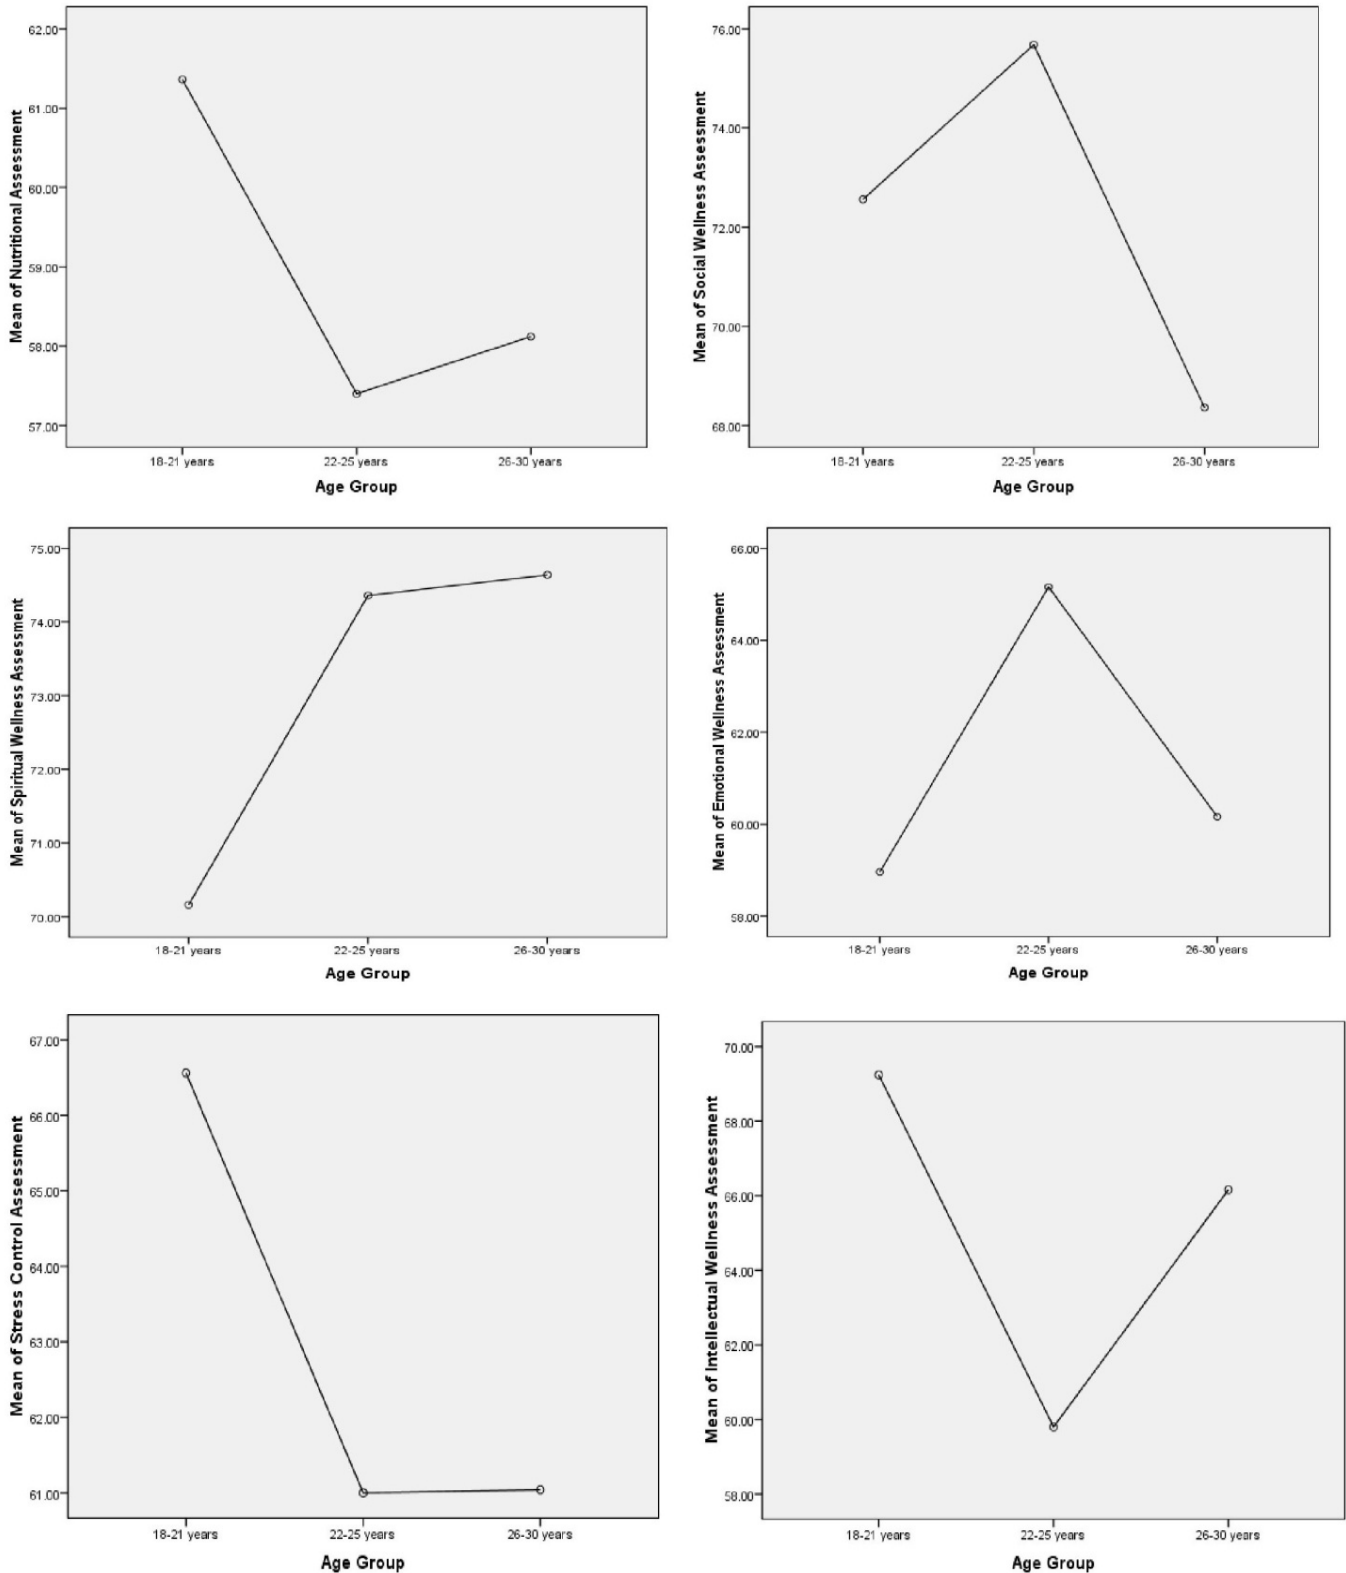 Mean of Nutritional Assessment
62.00
61.00
60.00
59.00
58.00
57.00
18-21 years
22-25 years
26-30 years
Age Group
Mean of Social Wellness Assessment
76.00
74.00
72.00
70.00
68.00
18-21 years
22-25 years
26-30 years
Age Group
Mean of Spiritual Wellness Assessment
75.00
74.00
73.00
72.00
71.00
70.00
18-21 years
22-25 years
26-30 years
Age Group
Mean of Emotional Wellness Assessment
66.00
64.00
62.00
60.00
58.00
18-21 years
22-25 years
26-30 years
Age Group
Mean of Stress Control Assessment
67.00
66.00
65.00
64.00
63.00
62.00
61.00
18-21 years
22-25 years
26-30 years
Age Group
Mean of Intellectual Wellness Assessment
70.00
68.00
66.00
64.00
62.00
60.00
58.00
18-21 years
22-25 years
26-30 years
Age Group